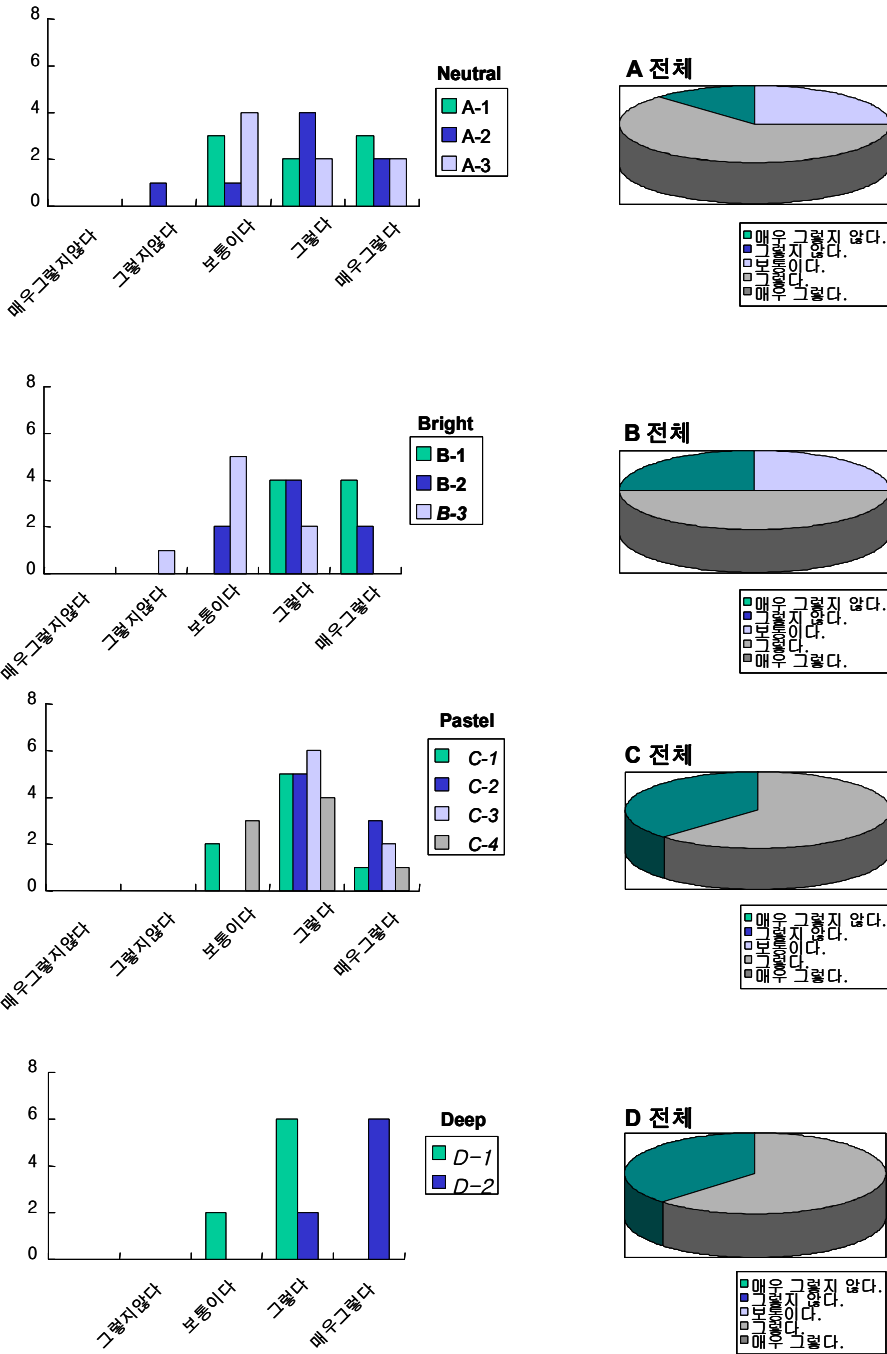 8
6
4
2
0
매우그렇지않다
그렇지않다
보통이다
그렇다
매우그렇다
Neutral
A-1
A-2
A-3
A 전체
매우 그렇지 않다.
그렇지 않다.
보통이다.
그렇다.
매우 그렇다.
8
6
4
2
0
매우그렇지않다
그렇지않다
보통이다
그렇다
매우그렇다
Bright
B-1
B-2
B-3
B 전체
매우 그렇지 않다.
그렇지 않다.
보통이다.
그렇다.
매우 그렇다.
8
6
4
2
0
매우그렇지않다
그렇지않다
보통이다
그렇다
매우그렇다
Pastel
C-1
C-2
C-3
C-4
C 전체
매우 그렇지 않다.
그렇지 않다.
보통이다.
그렇다.
매우 그렇다.
8
6
4
2
0
그렇지않다
보통이다
그렇다
매우그렇다
Deep
D-1
D-2
D 전체
매우 그렇지 않다.
그렇지 않다.
보통이다.
그렇다.
매우 그렇다.